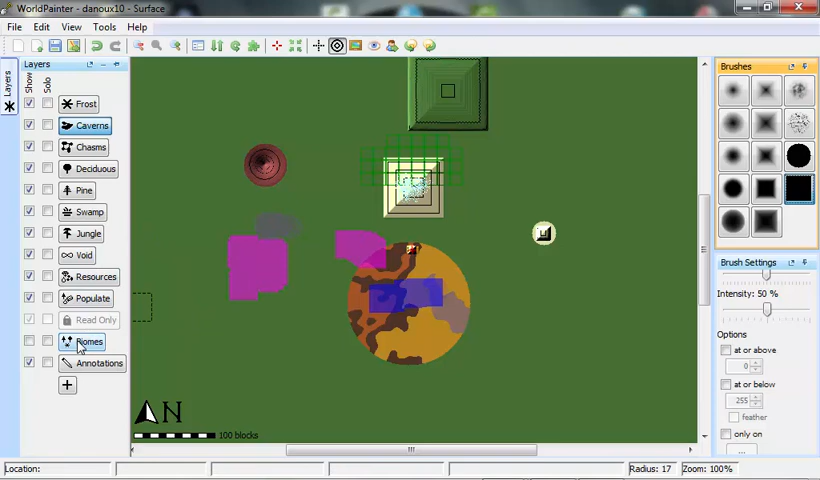 WorldPainter - danoux10 - Surface
File Edit View Tools Help
Layers
Layers
Show
Solo
Frost
Caverns
Chasms
Deciduous
Pine
Swamp
Jungle
Void
Resources
Populate
Read Only
Biomes
Annotations
N
100 blocks
Brushes
Brush Settings
Intensity: 50 %
Options
at or above
0
at or below
255
feather
only on
...
Location:
Radius: 17
Zoom: 100%